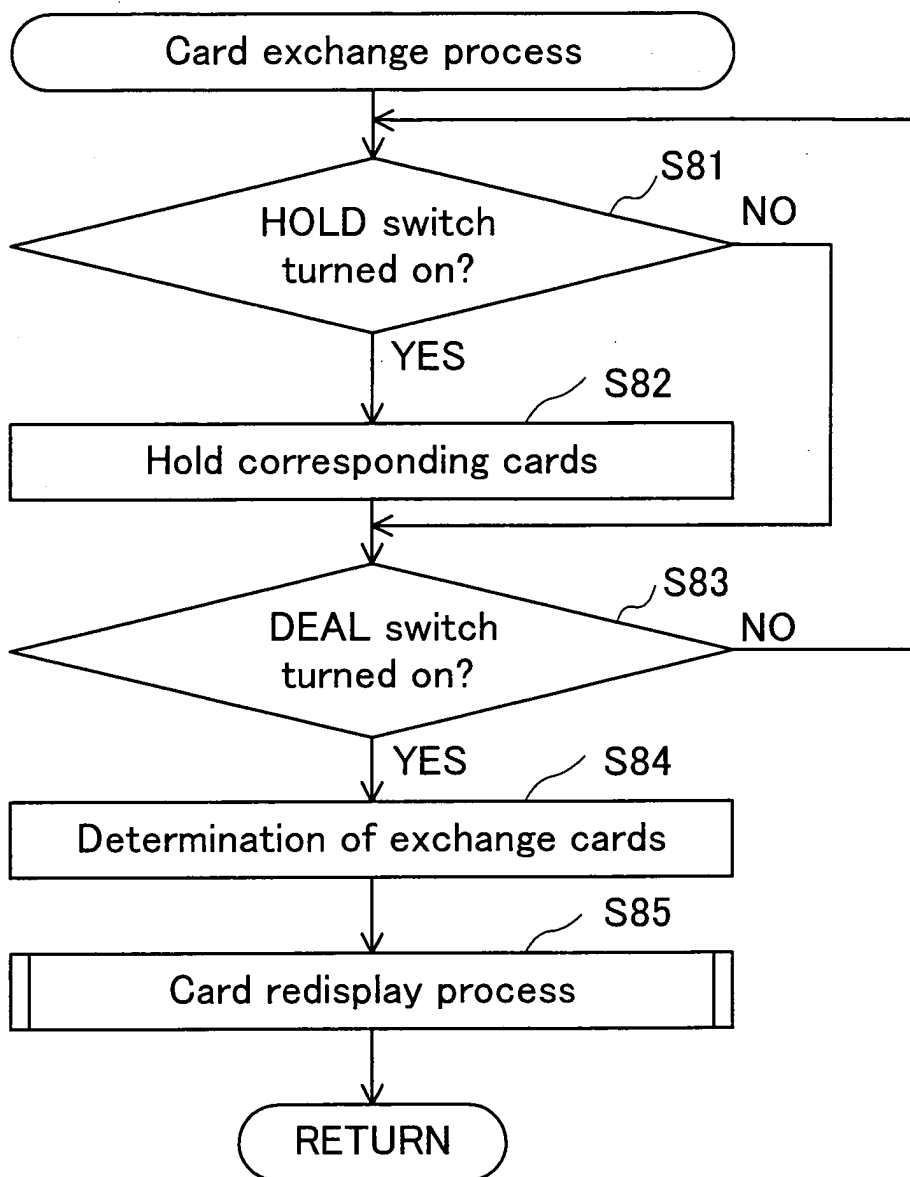 Card exchange process
S81
HOLD switch
turned on?
NO
YES
S82
Hold corresponding cards
S83
DEAL switch
turned on?
NO
YES
S84
Determination of exchange cards
S85
Card redisplay process
RETURN